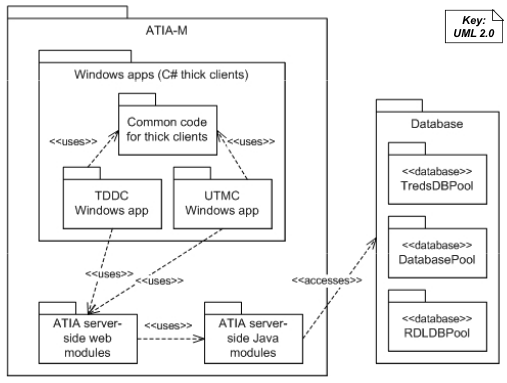 Key:
UML 2.0
ATIA-M
Windows apps (C# thick clients)
Common code
for thick clients
<<uses>>
<<uses>>
TDDC
Windows app
UTMC
Windows app
<<uses>>
<<uses>>
ATIA server-
side web
modules
<<uses>>
ATIA server-
side Java
modules
<<accesses>>
Database
<<database>>
TredsDBPool
<<database>>
DatabasePool
<<database>>
RDLDBPool